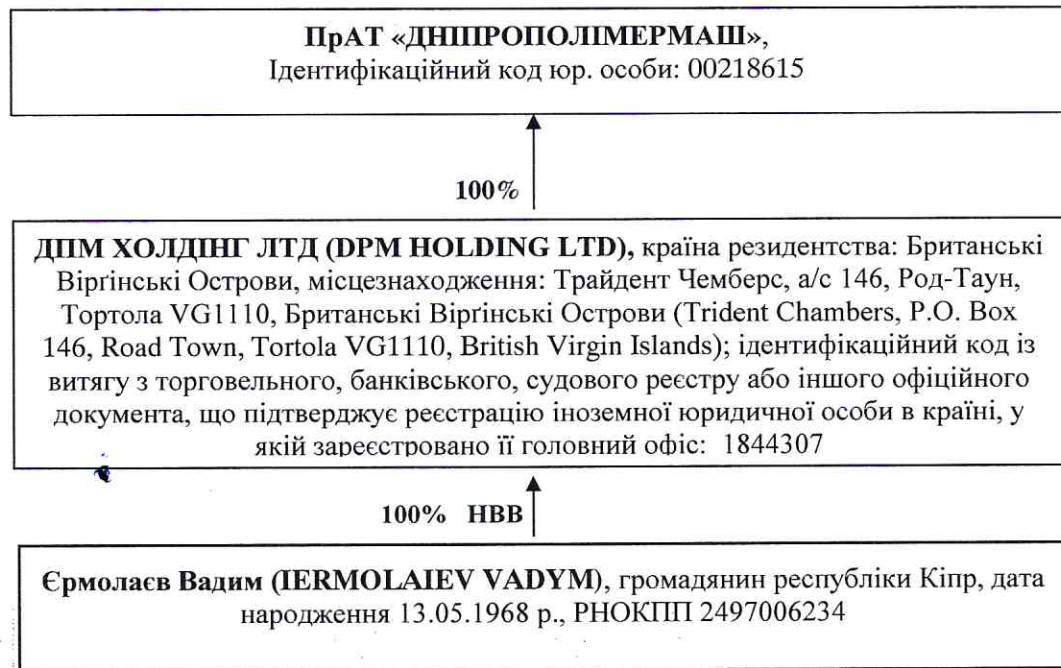 ПрАТ «ДНІПРОПОЛІМЕРМАШ»,
Ідентифікаційний код юр. особи: 00218615
100%
ДПМ ХОЛДІНГ ЛТД (DPM HOLDING LTD), країна резидентства: Британські
Віргінські Острови, місцезнаходження: Трайдент Чемберс, а/с 146, Род-Таун,
Тортола VG1110, Британські Віргінські Острови (Trident Chambers, P.O. Box
146, Road Town, Tortola VG1110, British Virgin Islands); ідентифікаційний код із
витягу з торговельного, банківського, судового реєстру або іншого офіційного
документа, що підтверджує реєстрацію іноземної юридичної особи в країні, у
якій зареєстровано її головний офіс: 1844307
100% НВВ
Єрмолаєв Вадим (IERMOLAIEV VADYM), громадянин республіки Кіпр, дата
народження 13.05.1968 р., РНОКПП 2497006234